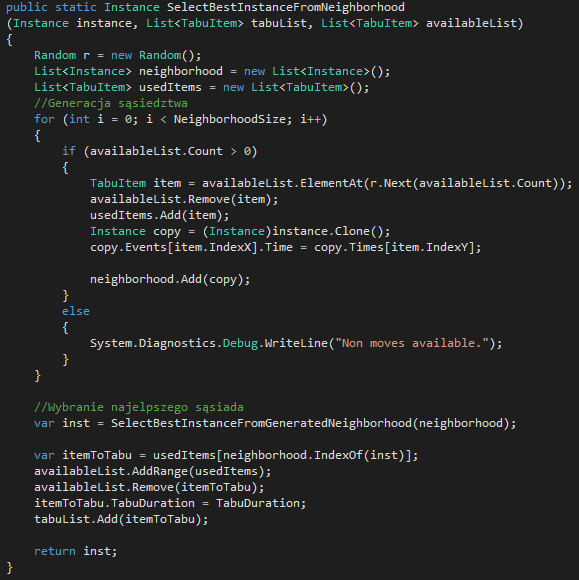 public static Instance SelectBestInstanceFromNeighborhood
(Instance instance, List<TabuItem> tabuList, List<TabuItem> availableList)
{
    Random r = new Random();
    List<Instance> neighborhood = new List<Instance>();
    List<TabuItem> usedItems = new List<TabuItem>();
    //Generacja sąsiedztwa
    for (int i = 0; i < NeighborhoodSize; i++)
    {
        if (availableList.Count > 0)
        {
            TabuItem item = availableList.ElementAt(r.Next(availableList.Count));
            availableList.Remove(item);
            usedItems.Add(item);
            Instance copy = (Instance)instance.Clone();
            copy.Events[item.IndexX].Time = copy.Times[item.IndexY];

            neighborhood.Add(copy);
        }
        else
        {
            System.Diagnostics.Debug.WriteLine("Non moves available.");
        }
    }

    //Wybranie najelpszego sąsiada
    var inst = SelectBestInstanceFromGeneratedNeighborhood(neighborhood);

    var itemToTabu = usedItems[neighborhood.IndexOf(inst)];
    availableList.AddRange(usedItems);
    availableList.Remove(itemToTabu);
    itemToTabu.TabuDuration = TabuDuration;
    tabuList.Add(itemToTabu);

    return inst;
}